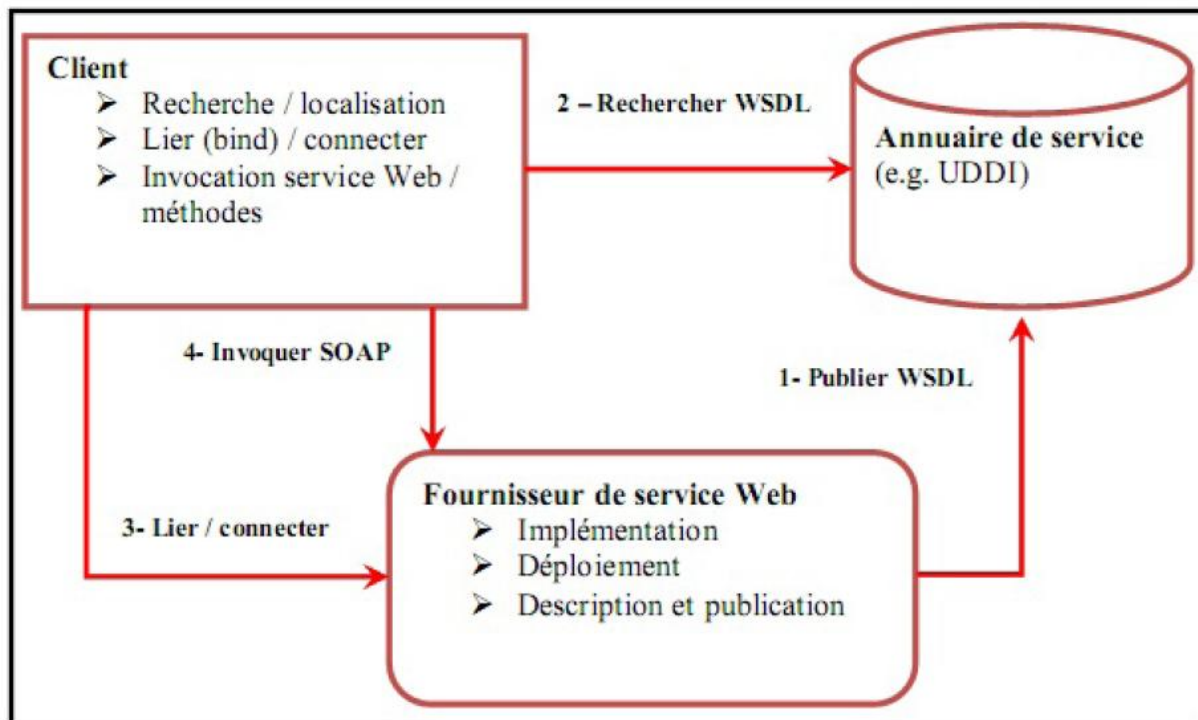 Client
➢ Recherche / localisation
➢ Lier (bind) / connecter
➢ Invocation service Web /
méthodes
2 – Rechercher WSDL
Annuaire de service
(e.g. UDDI)
4- Invoquer SOAP
1- Publier WSDL
3- Lier / connecter
Fournisseur de service Web
➢ Implémentation
➢ Déploiement
➢ Description et publication